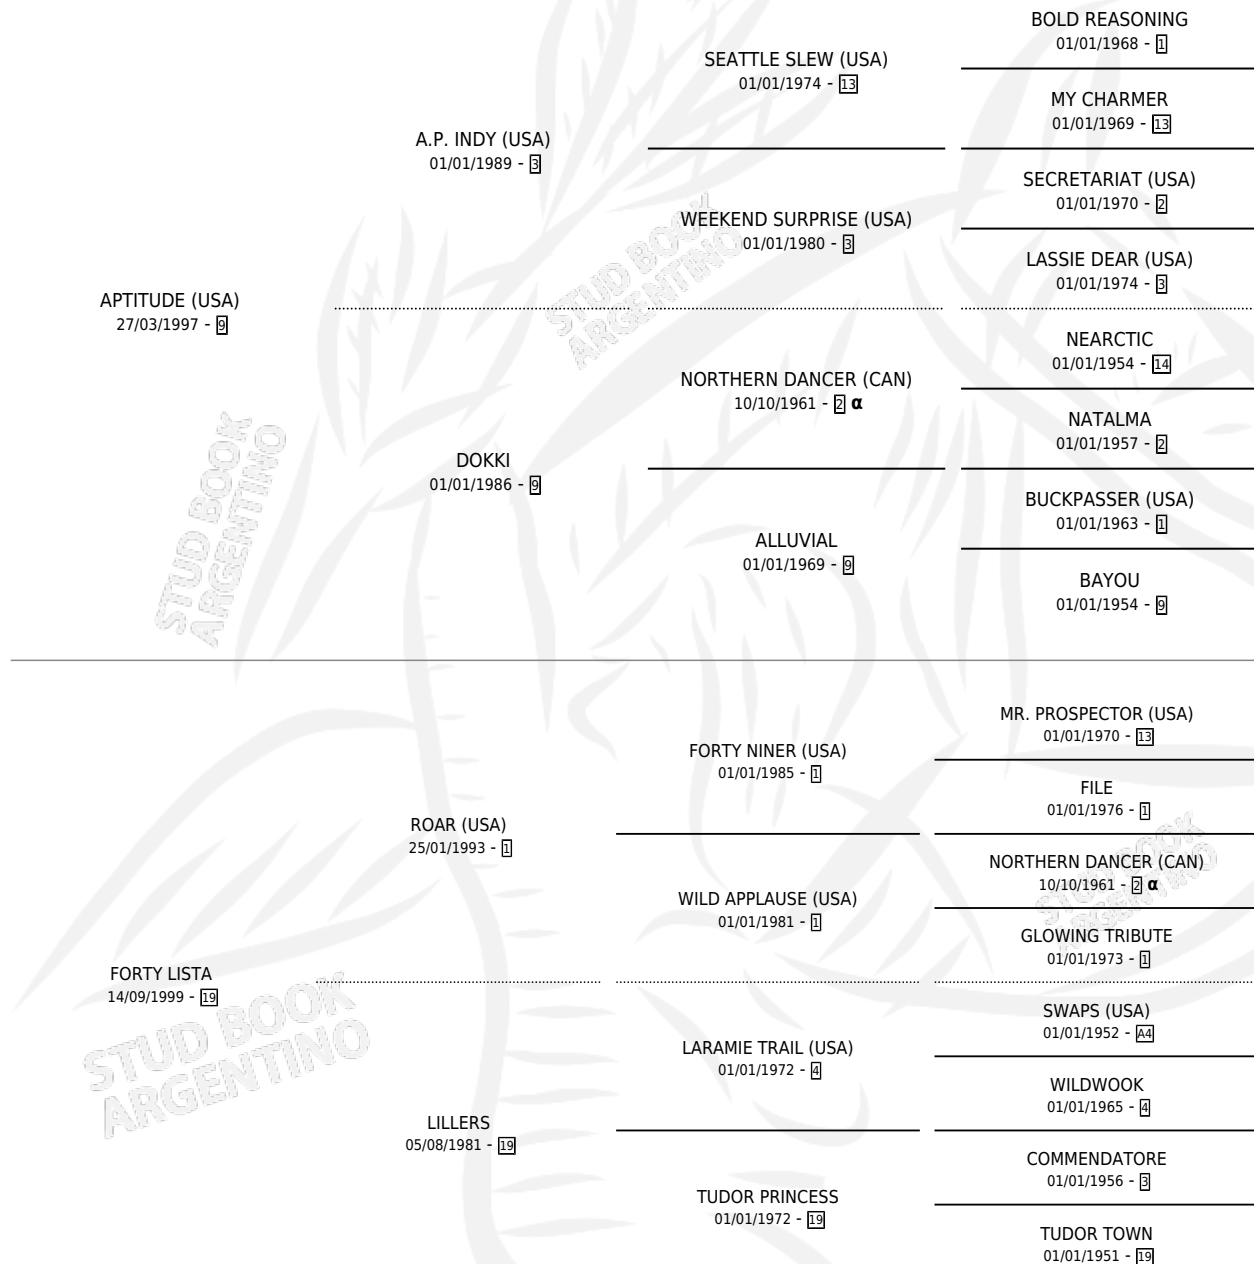 BOLD REASONING
01/01/1968 - 1
SEATTLE SLEW (USA)
01/01/1974 - 13
MY CHARMER
01/01/1969 - 13
A.P. INDY (USA)
01/01/1989 - 3
SECRETARIAT (USA)
01/01/1970 - 2
WEEKEND SURPRISE (USA)
01/01/1980 - 3
LASSIE DEAR (USA)
01/01/1974 - 3
STUD BOOK
ARGENTINO
APTITUDE (USA)
27/03/1997 - 9
NEARCTIC
01/01/1954 - 14
NORTHERN DANCER (CAN)
10/10/1961 - 2 α
NATALMA
01/01/1957 - 2
DOKKI
01/01/1986 - 9
BUCKPASSER (USA)
01/01/1963 - 1
ALLUVIAL
01/01/1969 - 9
BAYOU
01/01/1954 - 9
STUD BOOK
ARGENTINO
MR. PROSPECTOR (USA)
01/01/1970 - 13
FORTY NINER (USA)
01/01/1985 - 1
FILE
01/01/1976 - 1
ROAR (USA)
25/01/1993 - 1
NORTHERN DANCER (CAN)
10/10/1961 - 2 α
WILD APPLAUSE (USA)
01/01/1981 - 1
GLOWING TRIBUTE
01/01/1973 - 1
STUD BOOK
ARGENTINO
FORTY LISTA
14/09/1999 - 19
SWAPS (USA)
01/01/1952 - A4
LARAMIE TRAIL (USA)
01/01/1972 - 4
WILDWOOK
01/01/1965 - 4
STUD BOOK
ARGENTINO
LILLERS
05/08/1981 - 19
COMMENDATORE
01/01/1956 - 3
TUDOR PRINCESS
01/01/1972 - 19
TUDOR TOWN
01/01/1951 - 19